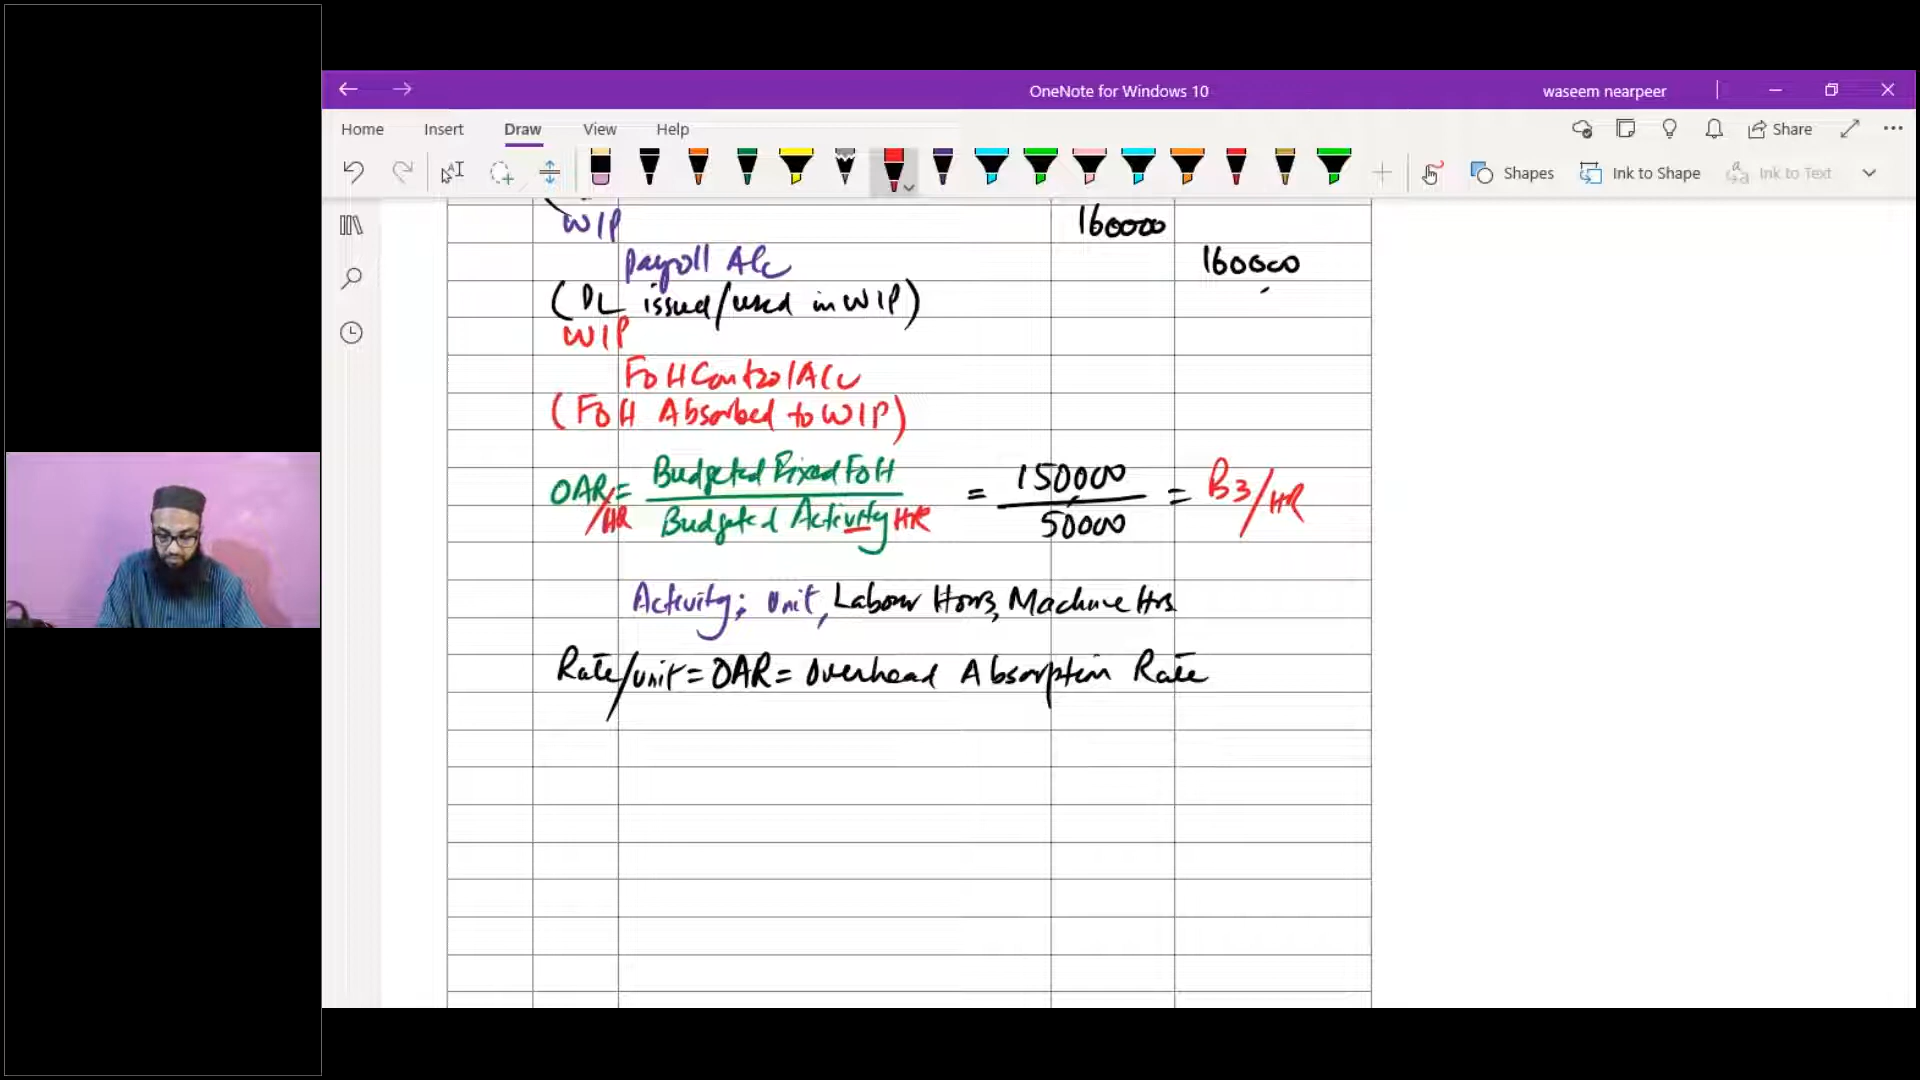 OneNote for Windows 10
waseem nearpeer
Home Insert Draw View Help
Share
Shapes Ink to Shape Ink to Text
WIP 160000
Payroll A/c 160000
(DL issued/used in WIP)
WIP
FOH Control A/c
(FOH Absorbed to WIP)
OAR/HR = Budgeted Fixed FOH = 150000 = B3/HR
Budgeted Activity HR 50000
Activity; Unit, Labour Hours, Machine Hrs
Rate/unit = OAR = Overhead Absorption Rate